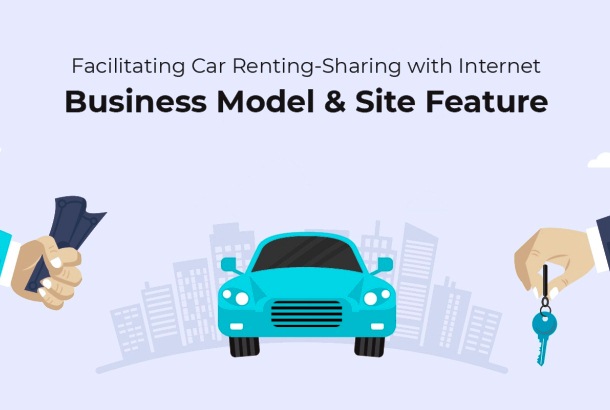 Facilitating Car Renting-Sharing with Internet
Business Model & Site Feature